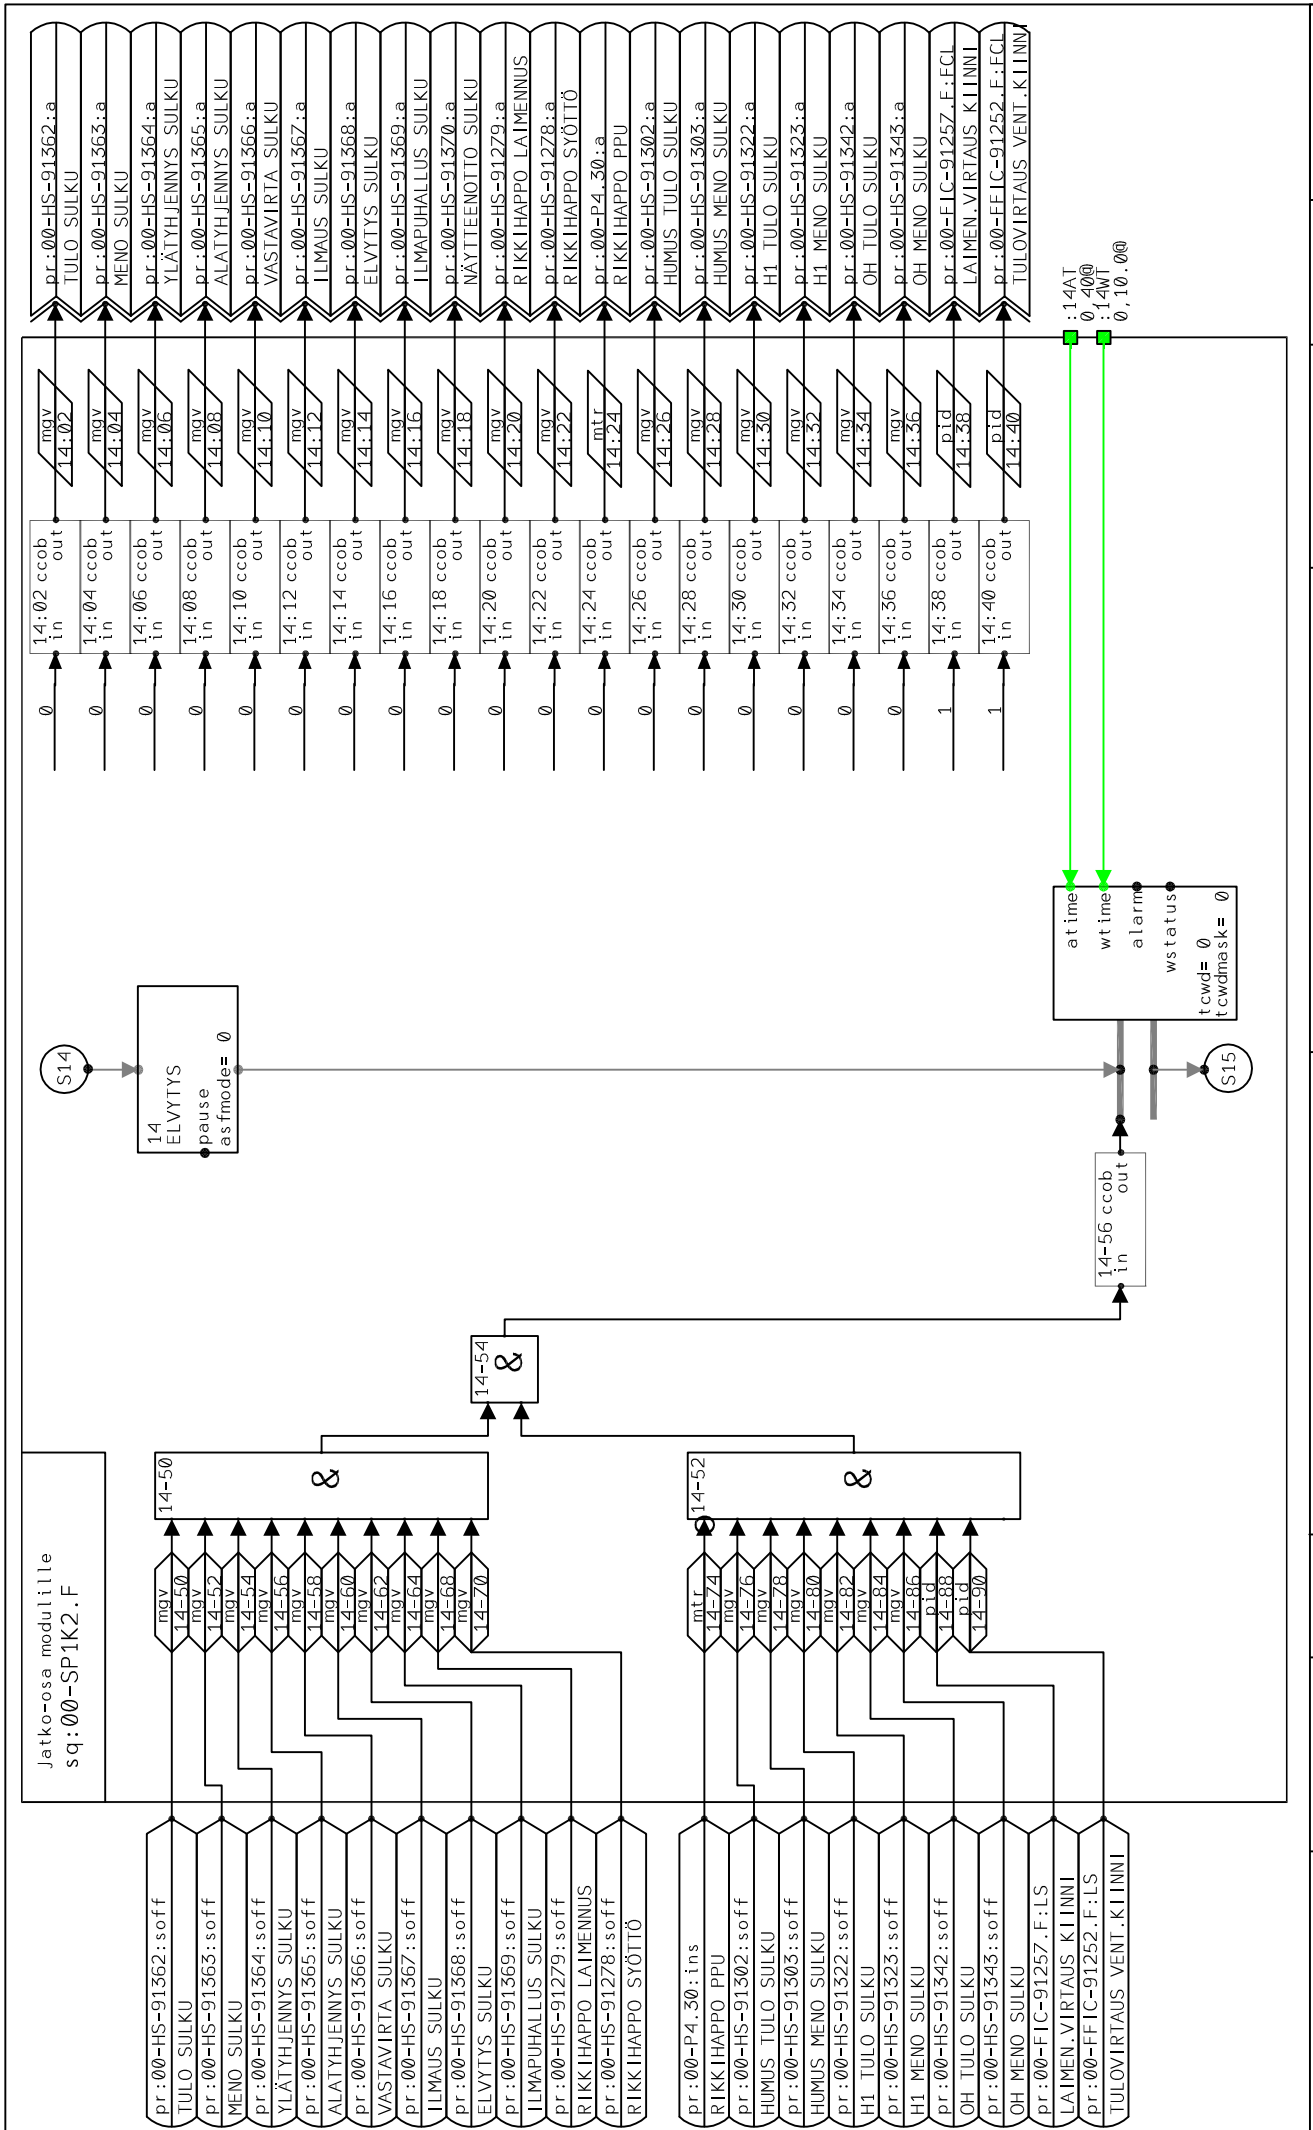 Jatko-osa modulille
sq:00-SP1K2.F
pr:00-HS-91362:soff
TULO SULKU
pr:00-HS-91363:soff
MENO SULKU
pr:00-HS-91364:soff
YLÄTYHJENNYS SULKU
pr:00-HS-91365:soff
ALATYHJENNYS SULKU
pr:00-HS-91366:soff
VASTAVIRTA SULKU
pr:00-HS-91367:soff
ILMAUS SULKU
pr:00-HS-91368:soff
ELVYTYS SULKU
pr:00-HS-91369:soff
ILMAPUHALLUS SULKU
pr:00-HS-91279:soff
RIKKIHAPPO LAIMENNUS
pr:00-HS-91278:soff
RIKKIHAPPO SYÖTTÖ
pr:00-P4.30:ins
RIKKIHAPPO PPU
pr:00-HS-91302:soff
HUMUS TULO SULKU
pr:00-HS-91303:soff
HUMUS MENO SULKU
pr:00-HS-91322:soff
H1 TULO SULKU
pr:00-HS-91323:soff
H1 MENO SULKU
pr:00-HS-91342:soff
OH TULO SULKU
pr:00-HS-91343:soff
OH MENO SULKU
pr:00-FIC-91257.F:LS
LAIMEN.VIRTAUS KIINNI
pr:00-FFIC-91252.F:LS
TULOVIRTAUS VENT.KIINNI
mgv
14-50
mgv
14-52
mgv
14-54
mgv
14-56
mgv
14-58
mgv
14-60
mgv
14-62
mgv
14-64
mgv
14-68
mgv
14-70
mtr
14-74
mgv
14-76
mgv
14-78
mgv
14-80
mgv
14-82
mgv
14-84
mgv
14-86
pid
14-88
pid
14-90
14-50
&
14-52
&
14-54
&
14-56 ccob
in out
S14
14
ELVYTYS
pause
asfmode= 0
S15
atime
wtime
alarm
wstatus
tcwd= 0
tcwdmask= 0
0
14:02 ccob
in out
mgv
14:02
pr:00-HS-91362:a
TULO SULKU
0
14:04 ccob
in out
mgv
14:04
pr:00-HS-91363:a
MENO SULKU
0
14:06 ccob
in out
mgv
14:06
pr:00-HS-91364:a
YLÄTYHJENNYS SULKU
0
14:08 ccob
in out
mgv
14:08
pr:00-HS-91365:a
ALATYHJENNYS SULKU
0
14:10 ccob
in out
mgv
14:10
pr:00-HS-91366:a
VASTAVIRTA SULKU
0
14:12 ccob
in out
mgv
14:12
pr:00-HS-91367:a
ILMAUS SULKU
0
14:14 ccob
in out
mgv
14:14
pr:00-HS-91368:a
ELVYTYS SULKU
0
14:16 ccob
in out
mgv
14:16
pr:00-HS-91369:a
ILMAPUHALLUS SULKU
0
14:18 ccob
in out
mgv
14:18
pr:00-HS-91370:a
NÄYTTEENOTTO SULKU
0
14:20 ccob
in out
mgv
14:20
pr:00-HS-91279:a
RIKKIHAPPO LAIMENNUS
0
14:22 ccob
in out
mgv
14:22
pr:00-HS-91278:a
RIKKIHAPPO SYÖTTÖ
0
14:24 ccob
in out
mtr
14:24
pr:00-P4.30:a
RIKKIHAPPO PPU
0
14:26 ccob
in out
mgv
14:26
pr:00-HS-91302:a
HUMUS TULO SULKU
0
14:28 ccob
in out
mgv
14:28
pr:00-HS-91303:a
HUMUS MENO SULKU
0
14:30 ccob
in out
mgv
14:30
pr:00-HS-91322:a
H1 TULO SULKU
0
14:32 ccob
in out
mgv
14:32
pr:00-HS-91323:a
H1 MENO SULKU
0
14:34 ccob
in out
mgv
14:34
pr:00-HS-91342:a
OH TULO SULKU
0
14:36 ccob
in out
mgv
14:36
pr:00-HS-91343:a
OH MENO SULKU
1
14:38 ccob
in out
pid
14:38
pr:00-FIC-91257.F:FCL
LAIMEN.VIRTAUS KIINNI
1
14:40 ccob
in out
pid
14:40
pr:00-FFIC-91252.F:FCL
TULOVIRTAUS VENT.KIINNI
:14AT
0,40@
:14WT
0,10.0@